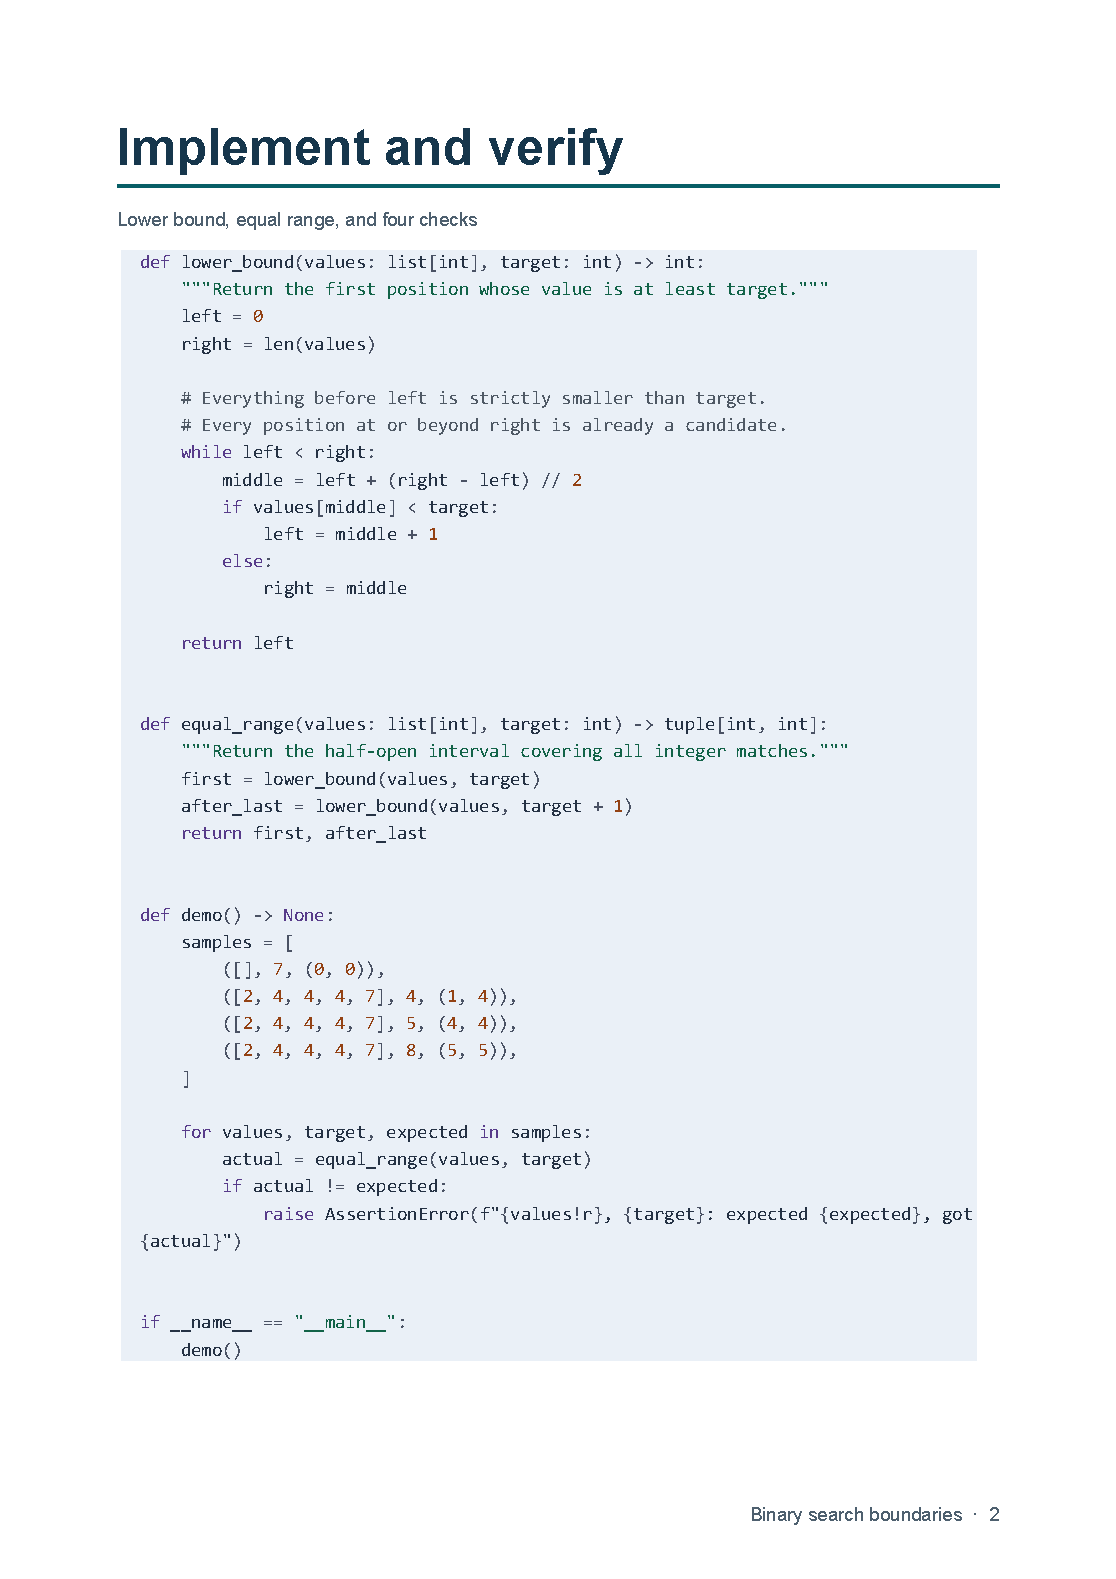 Implement and verify
Lower bound, equal range, and four checks
def lower_bound(values: list[int], target: int) -> int:
    """Return the first position whose value is at least target."""
    left = 0
    right = len(values)

    # Everything before left is strictly smaller than target.
    # Every position at or beyond right is already a candidate.
    while left < right:
        middle = left + (right - left) // 2
        if values[middle] < target:
            left = middle + 1
        else:
            right = middle

    return left


def equal_range(values: list[int], target: int) -> tuple[int, int]:
    """Return the half-open interval covering all integer matches."""
    first = lower_bound(values, target)
    after_last = lower_bound(values, target + 1)
    return first, after_last


def demo() -> None:
    samples = [
        ([], 7, (0, 0)),
        ([2, 4, 4, 4, 7], 4, (1, 4)),
        ([2, 4, 4, 4, 7], 5, (4, 4)),
        ([2, 4, 4, 4, 7], 8, (5, 5)),
    ]

    for values, target, expected in samples:
        actual = equal_range(values, target)
        if actual != expected:
            raise AssertionError(f"{values!r}, {target}: expected {expected}, got
{actual}")


if __name__ == "__main__":
    demo()
Binary search boundaries · 2